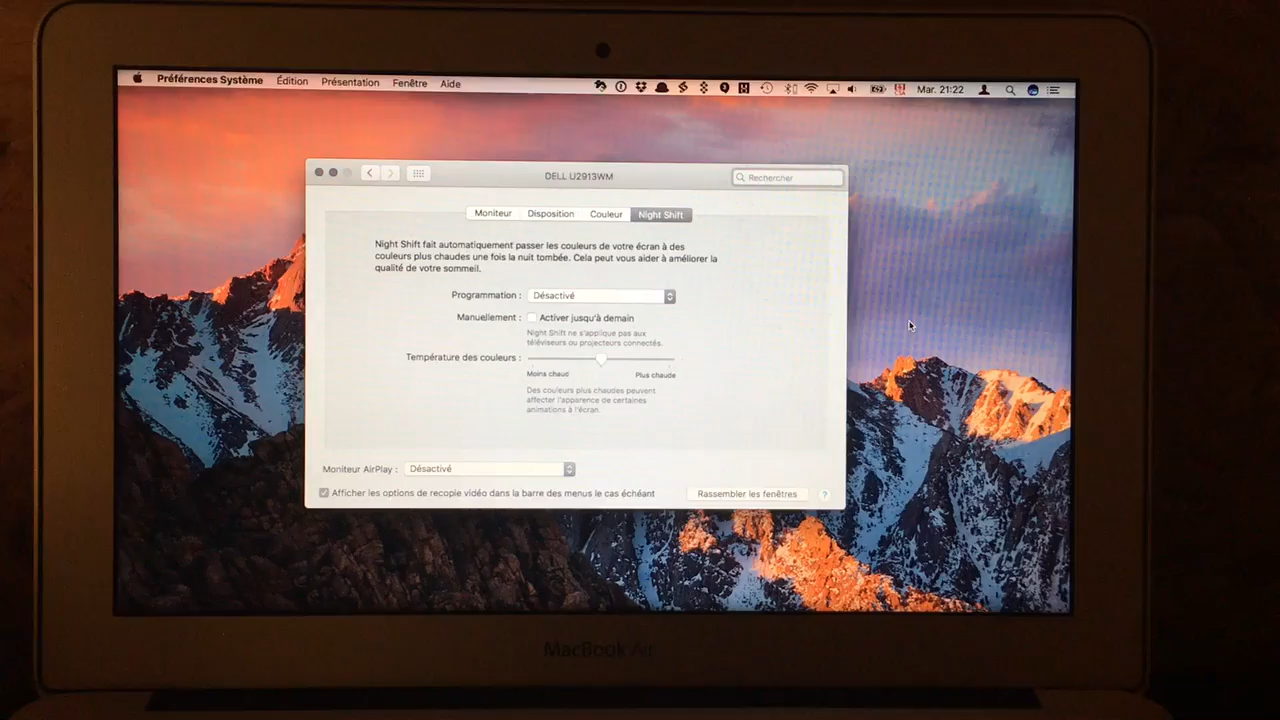 Préférences Système Édition Présentation Fenêtre Aide Mar. 21:22
DELL U2913WM
Rechercher
Moniteur Disposition Couleur Night Shift
Night Shift fait automatiquement passer les couleurs de votre écran à des
couleurs plus chaudes une fois la nuit tombée. Cela peut vous aider à améliorer la
qualité de votre sommeil.
Programmation : Désactivé
Manuellement : Activer jusqu'à demain
Night Shift ne s'applique pas aux
téléviseurs ou projecteurs connectés.
Température des couleurs :
Moins chaud Plus chaude
Des couleurs plus chaudes peuvent
affecter l'apparence de certaines
animations à l'écran.
Moniteur AirPlay : Désactivé
Afficher les options de recopie vidéo dans la barre des menus le cas échéant
Rassembler les fenêtres ?
MacBook Air